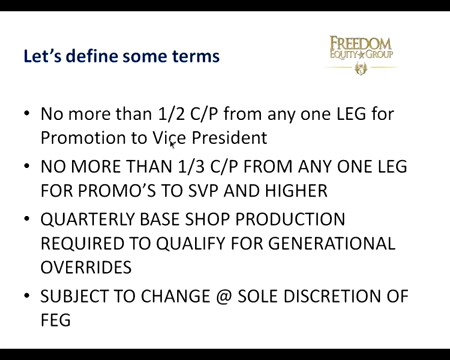 Let's define some terms
FREEDOM
EQUITY GROUP
• No more than 1/2 C/P from any one LEG for
Promotion to Vice President
• NO MORE THAN 1/3 C/P FROM ANY ONE LEG
FOR PROMO'S TO SVP AND HIGHER
• QUARTERLY BASE SHOP PRODUCTION
REQUIRED TO QUALIFY FOR GENERATIONAL
OVERRIDES
• SUBJECT TO CHANGE @ SOLE DISCRETION OF
FEG